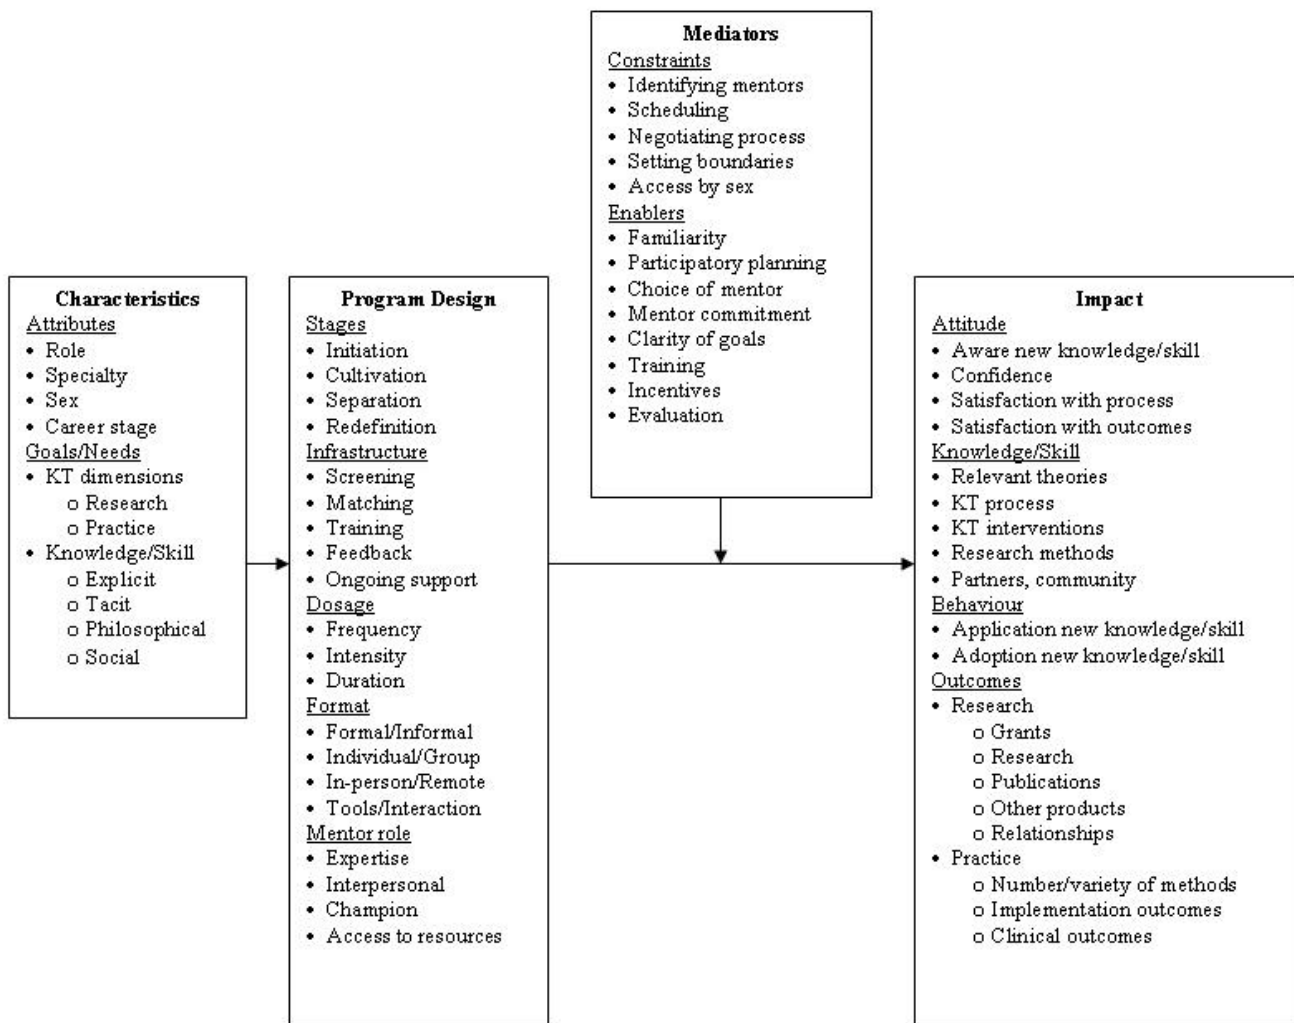 Mediators
Constraints
• Identifying mentors
• Scheduling
• Negotiating process
• Setting boundaries
• Access by sex
Enablers
• Familiarity
• Participatory planning
• Choice of mentor
• Mentor commitment
• Clarity of goals
• Training
• Incentives
• Evaluation
Characteristics
Attributes
• Role
• Specialty
• Sex
• Career stage
Goals/Needs
• KT dimensions
o Research
o Practice
• Knowledge/Skill
o Explicit
o Tacit
o Philosophical
o Social
Program Design
Stages
• Initiation
• Cultivation
• Separation
• Redefinition
Infrastructure
• Screening
• Matching
• Training
• Feedback
• Ongoing support
Dosage
• Frequency
• Intensity
• Duration
Format
• Formal/Informal
• Individual/Group
• In-person/Remote
• Tools/Interaction
Mentor role
• Expertise
• Interpersonal
• Champion
• Access to resources
Impact
Attitude
• Aware new knowledge/skill
• Confidence
• Satisfaction with process
• Satisfaction with outcomes
Knowledge/Skill
• Relevant theories
• KT process
• KT interventions
• Research methods
• Partners, community
Behaviour
• Application new knowledge/skill
• Adoption new knowledge/skill
Outcomes
• Research
o Grants
o Research
o Publications
o Other products
o Relationships
• Practice
o Number/variety of methods
o Implementation outcomes
o Clinical outcomes